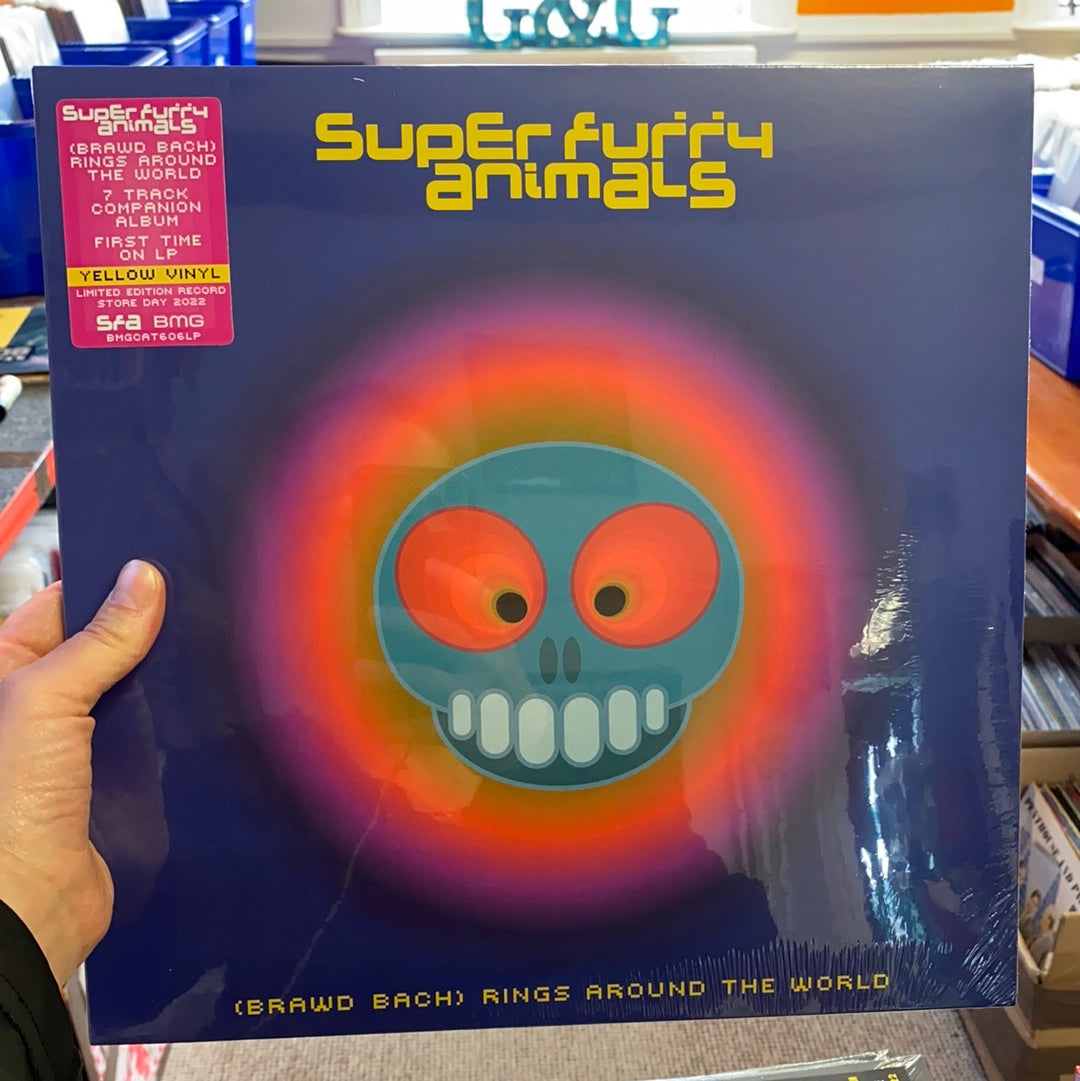 G&G
SupEr furry
animaLS
(BRAWD BACH)
RINGS AROUND
THE WORLD
7 TRACK
COMPANION
ALBUM
FIRST TIME
ON LP
YELLOW VINYL
LIMITED EDITION RECORD
STORE DAY 2022
sfa BMG
BMGCAT606LP
SupEr furry
animaLS
(BRAWD BACH) RINGS AROUND THE WORLD